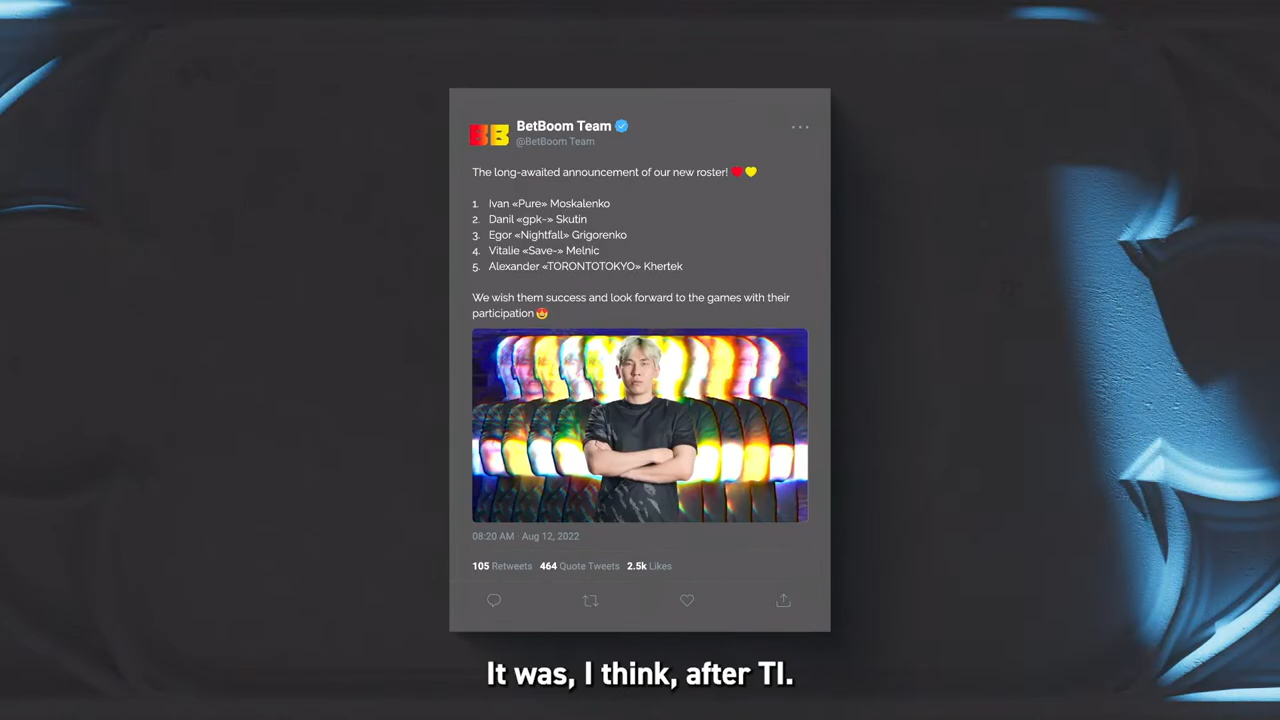 BB
BetBoom Team
@BetBoom Team
The long-awaited announcement of our new roster! ❤️💛
1. Ivan «Pure» Moskalenko
2. Danil «gpk~» Skutin
3. Egor «Nightfall» Grigorenko
4. Vitalie «Save-» Melnic
5. Alexander «TORONTOTOKYO» Khertek
We wish them success and look forward to the games with their
participation 😍
08:20 AM · Aug 12, 2022
105 Retweets 464 Quote Tweets 2.5k Likes
It was, I think, after TI.